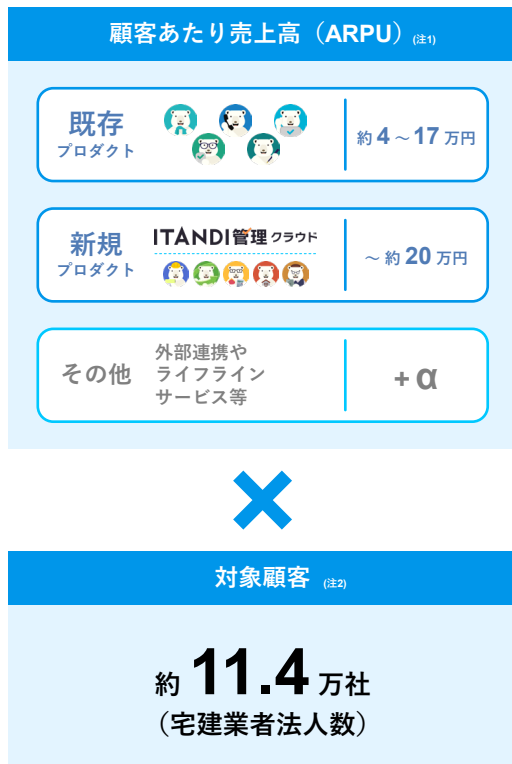 顧客あたり売上高（ARPU）(注1)
既存
プロダクト
約 4 ～ 17 万円
新規
プロダクト
ITANDI管理 クラウド
～ 約 20 万円
その他
外部連携や
ライフライン
サービス等
+ α
対象顧客 (注2)
約 11.4 万社
（宅建業者法人数）